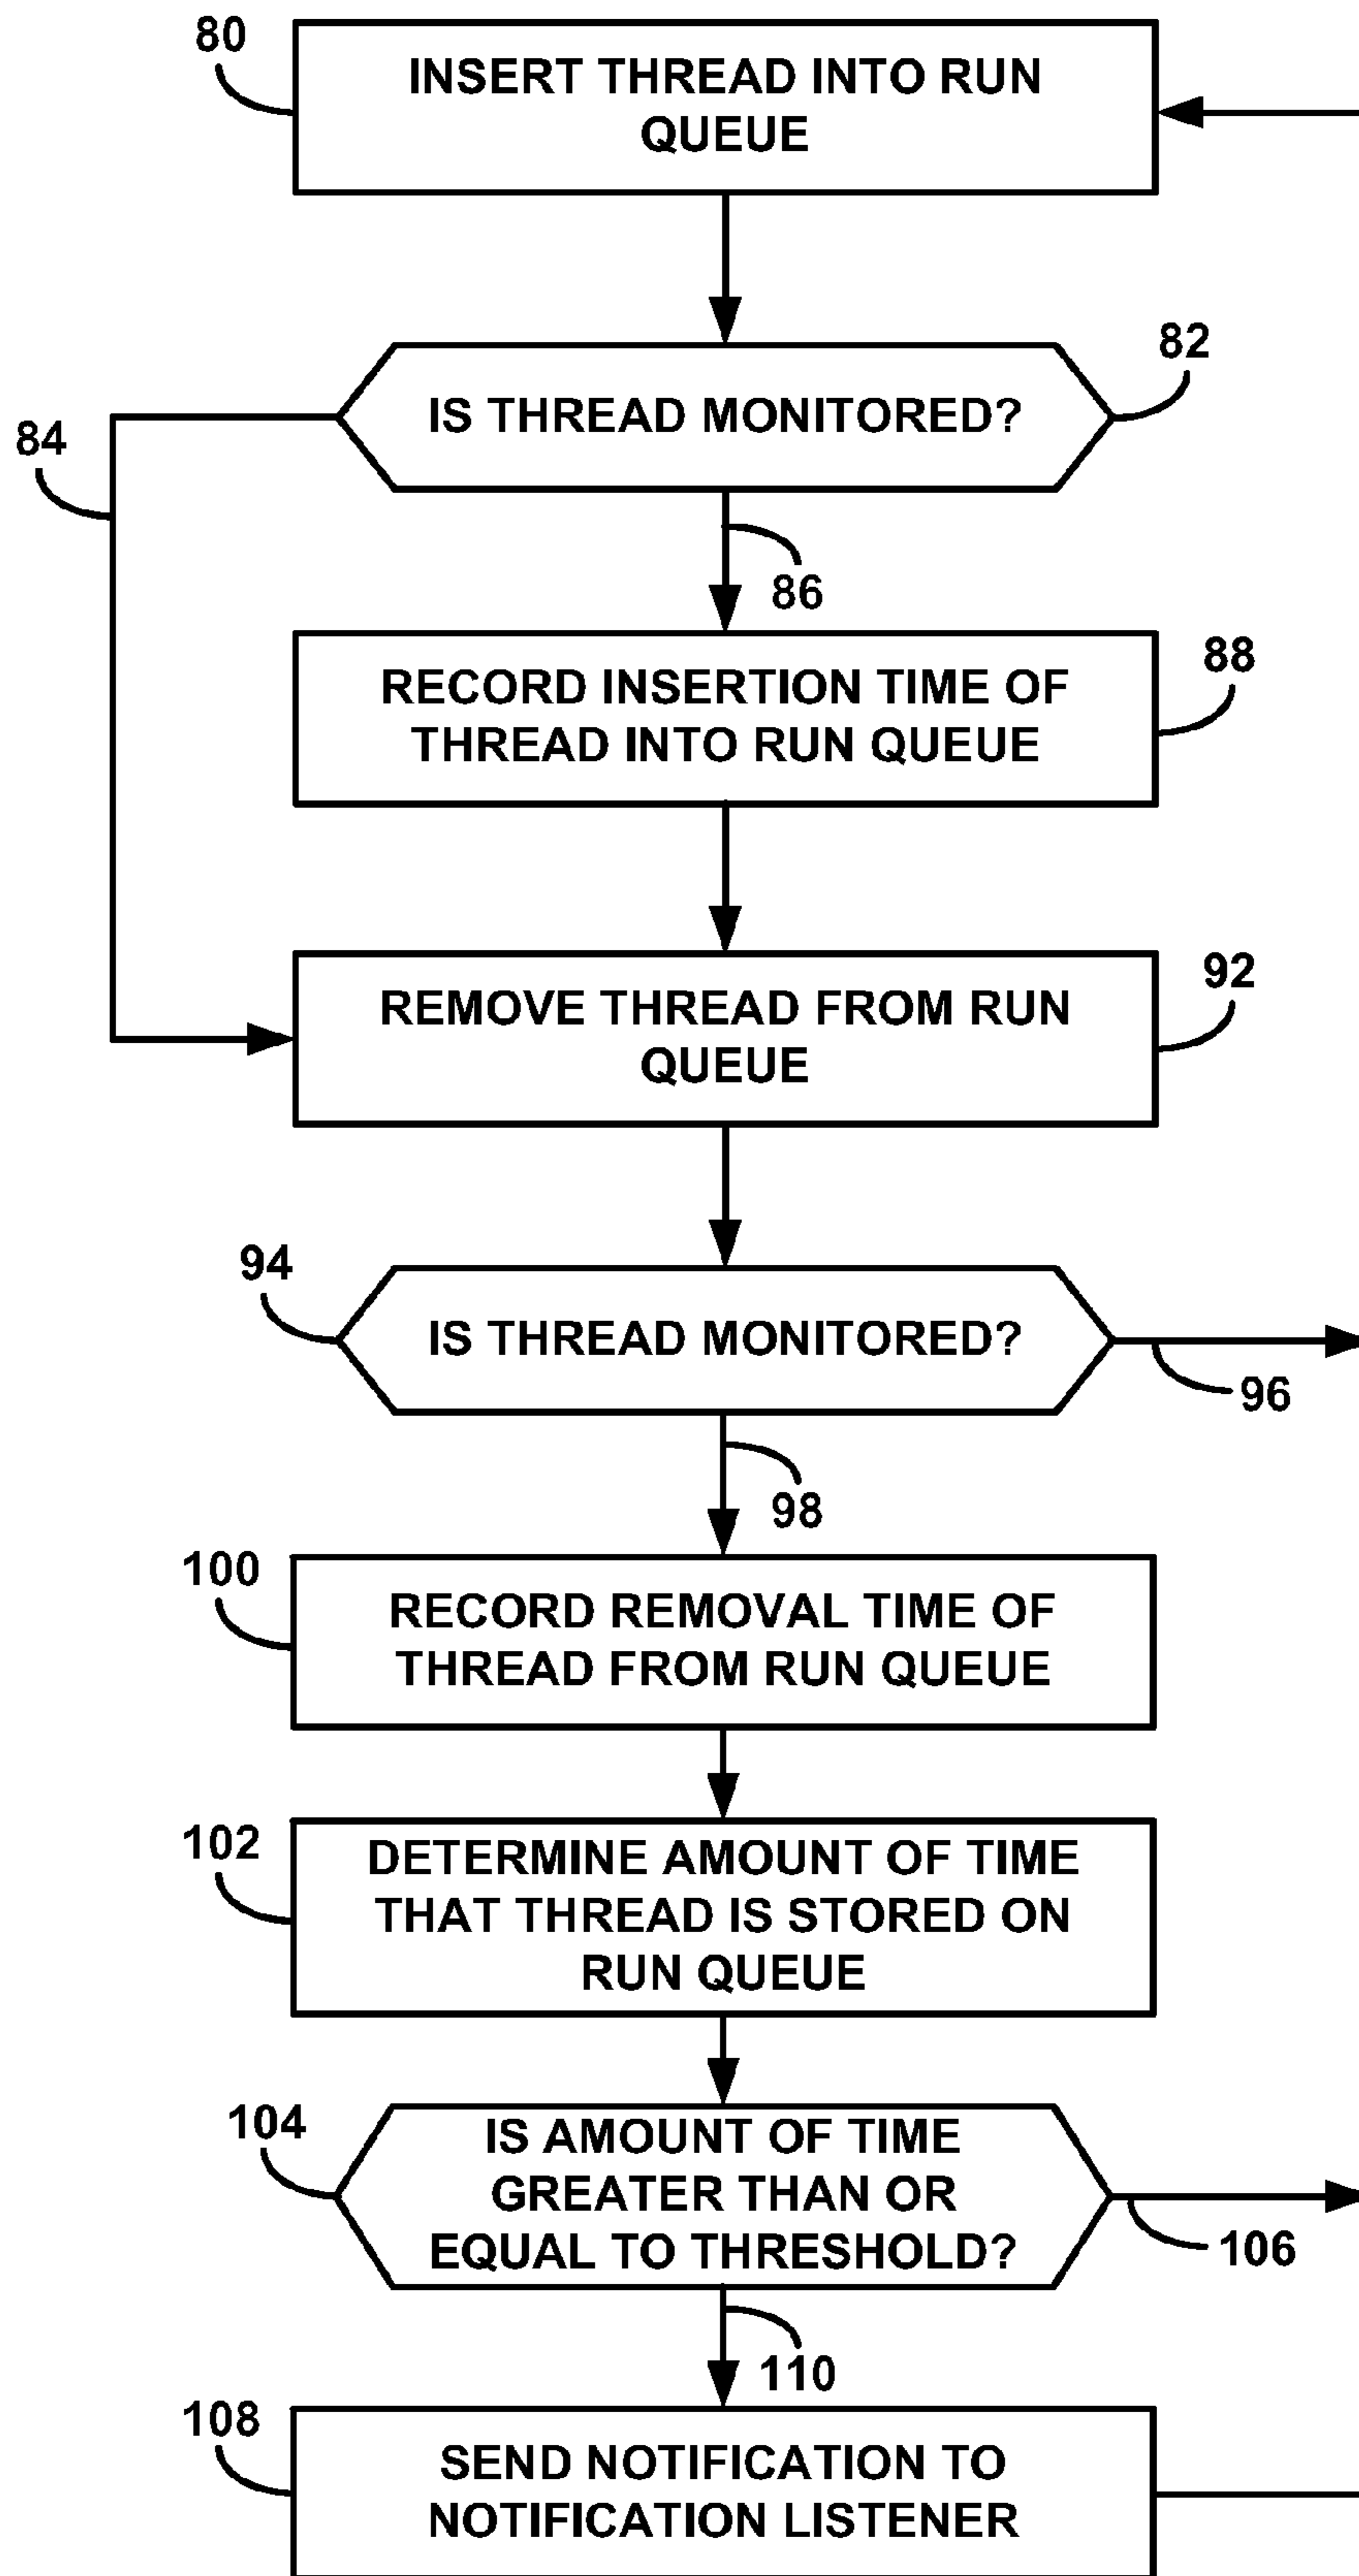 80
INSERT THREAD INTO RUN
QUEUE
82
IS THREAD MONITORED?
84
86
88
RECORD INSERTION TIME OF
THREAD INTO RUN QUEUE
92
REMOVE THREAD FROM RUN
QUEUE
94
IS THREAD MONITORED?
96
98
100
RECORD REMOVAL TIME OF
THREAD FROM RUN QUEUE
102
DETERMINE AMOUNT OF TIME
THAT THREAD IS STORED ON
RUN QUEUE
104
IS AMOUNT OF TIME
GREATER THAN OR
EQUAL TO THRESHOLD?
106
110
108
SEND NOTIFICATION TO
NOTIFICATION LISTENER